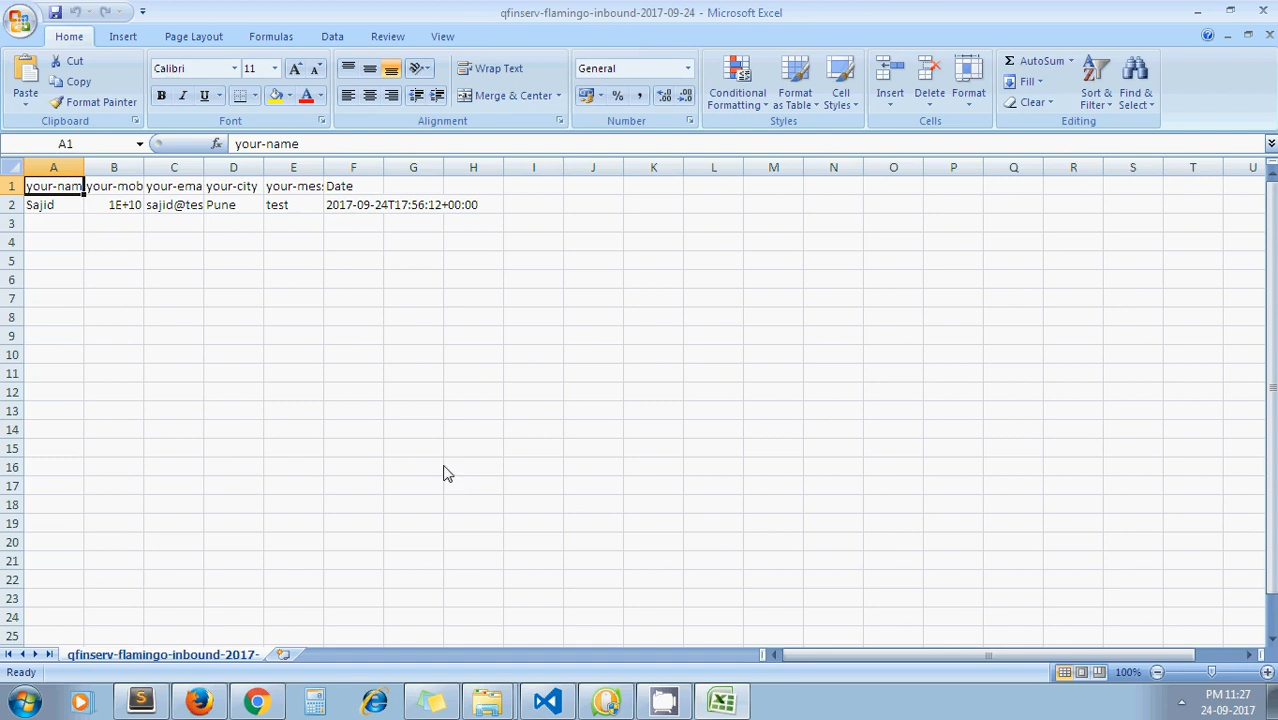 qfinserv-flamingo-inbound-2017-09-24 - Microsoft Excel
Home Insert Page Layout Formulas Data Review View
Paste
Cut
Copy
Format Painter
Clipboard
Calibri 11
B I U
Font
Wrap Text
Merge & Center
Alignment
General
% ,
Number
Conditional Formatting
Format as Table
Cell Styles
Styles
Insert Delete Format
Cells
Σ AutoSum
Fill
Clear
Sort & Filter
Find & Select
Editing
A1 fx your-name
A B C D E F G H I J K L M N O P Q R S T U
1 your-nam your-mob your-ema your-city your-mes Date
2 Sajid 1E+10 sajid@tes Pune test 2017-09-24T17:56:12+00:00
3
4
5
6
7
8
9
10
11
12
13
14
15
16
17
18
19
20
21
22
23
24
25
qfinserv-flamingo-inbound-2017-
Ready 100%
PM 11:27
24-09-2017